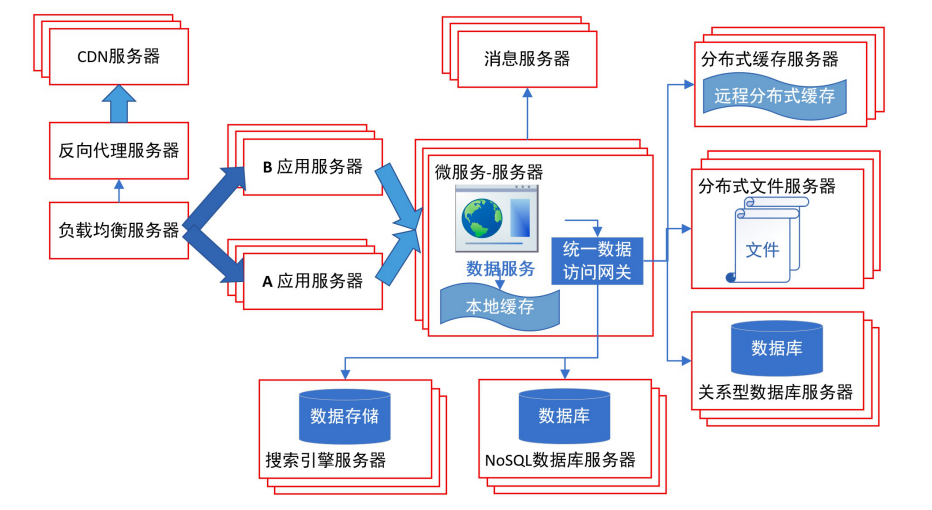 CDN服务器
反向代理服务器
负载均衡服务器
B 应用服务器
A 应用服务器
消息服务器
微服务-服务器
数据服务
本地缓存
统一数据
访问网关
分布式缓存服务器
远程分布式缓存
分布式文件服务器
文件
数据库
关系型数据库服务器
数据存储
搜索引擎服务器
数据库
NoSQL数据库服务器